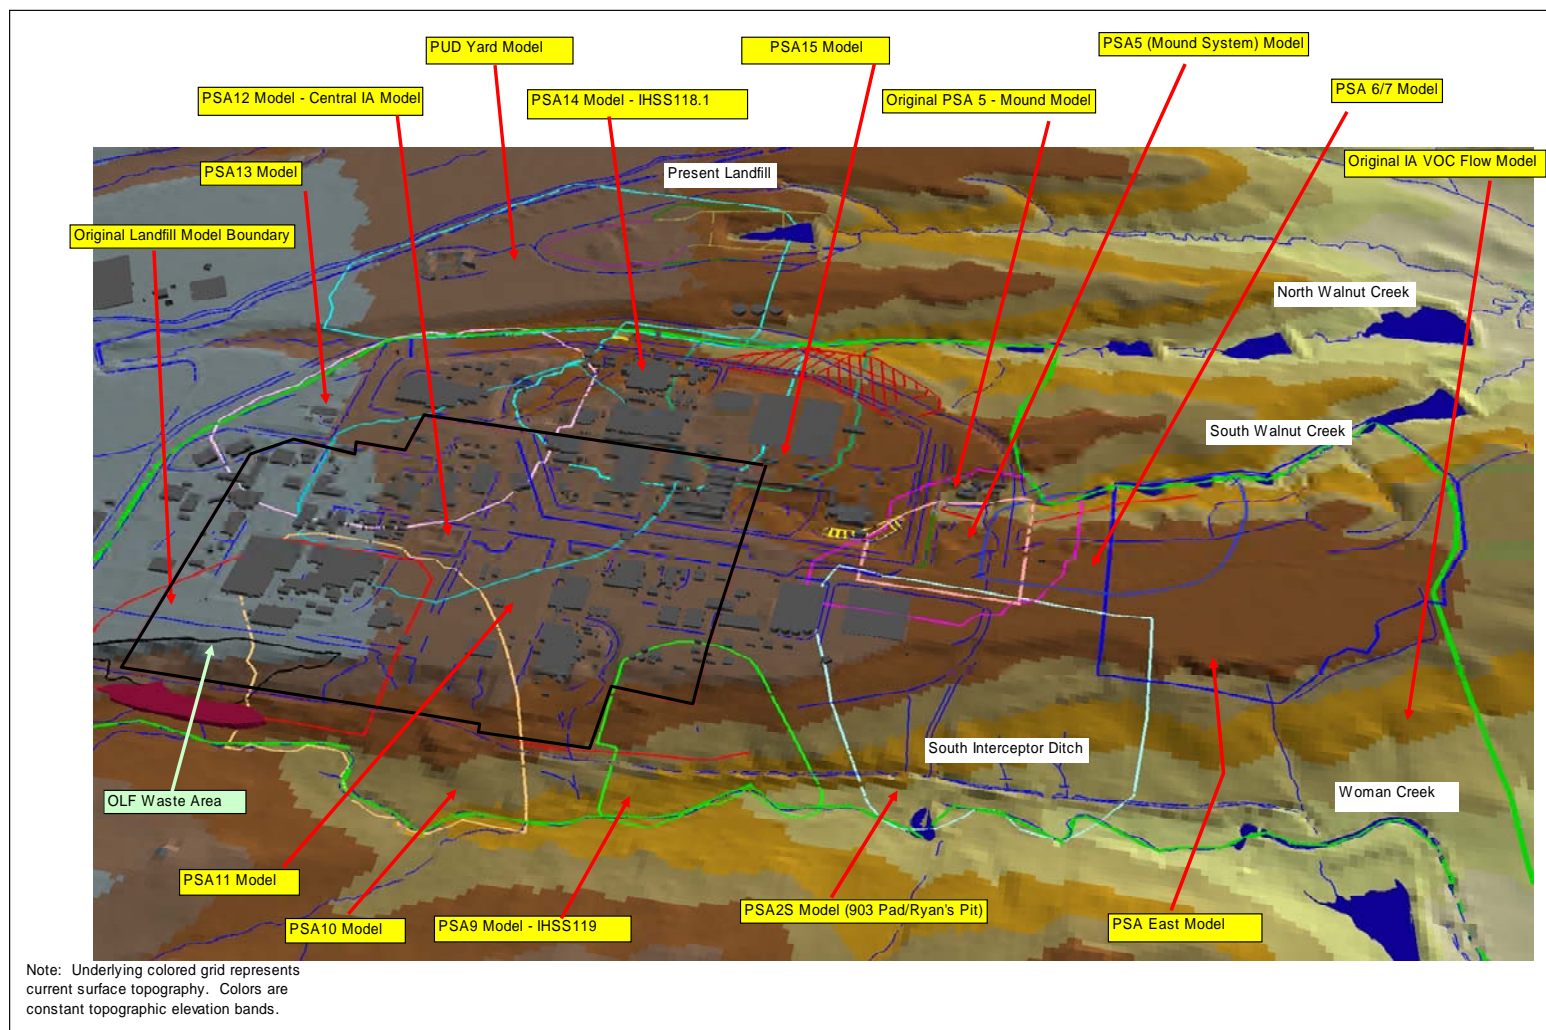 PUD Yard Model
PSA15 Model
PSA5 (Mound System) Model
PSA12 Model - Central IA Model
PSA14 Model - IHSS118.1
Original PSA 5 - Mound Model
PSA 6/7 Model
PSA13 Model
Present Landfill
Original IA VOC Flow Model
Original Landfill Model Boundary
North Walnut Creek
South Walnut Creek
South Interceptor Ditch
OLF Waste Area
Woman Creek
PSA11 Model
PSA10 Model
PSA9 Model - IHSS119
PSA2S Model (903 Pad/Ryan's Pit)
PSA East Model
Note: Underlying colored grid represents
current surface topography. Colors are
constant topographic elevation bands.